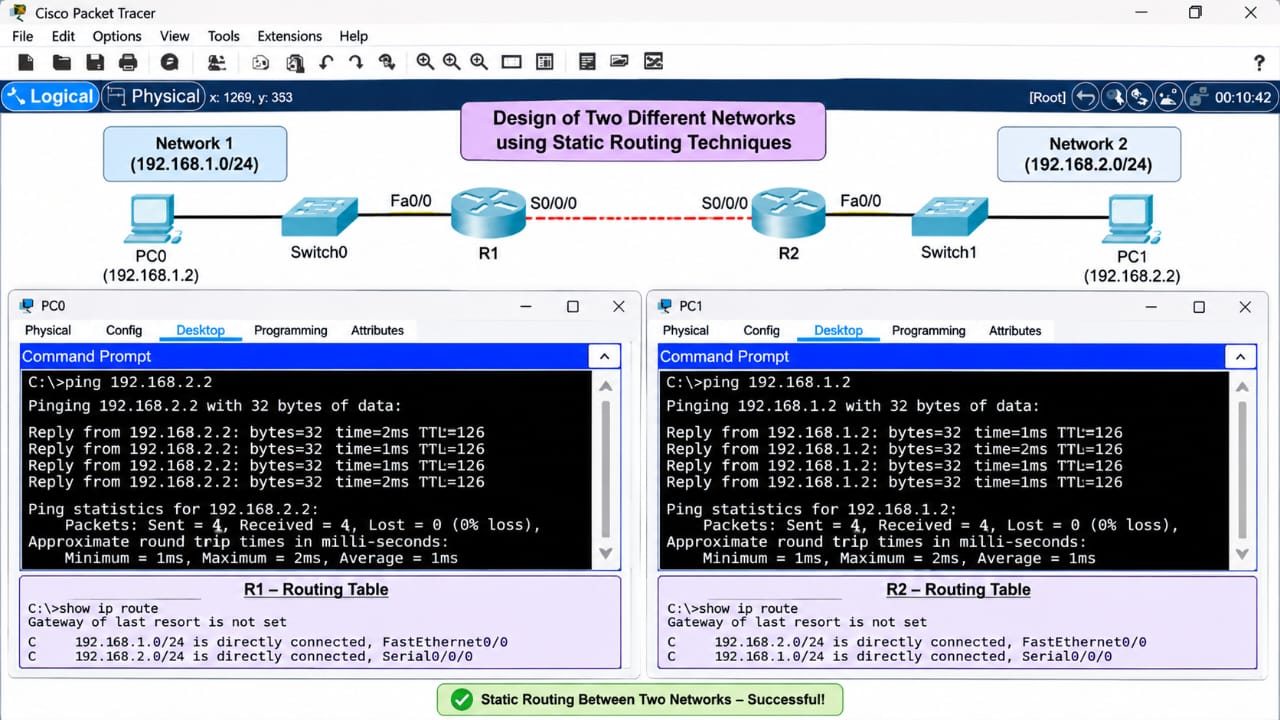 Cisco Packet Tracer
File Edit Options View Tools Extensions Help
?
Logical Physical x: 1269, y: 353 [Root] 00:10:42
Design of Two Different Networks
using Static Routing Techniques
Network 1
(192.168.1.0/24)
Network 2
(192.168.2.0/24)
Fa0/0 S0/0/0 S0/0/0 Fa0/0
PC0
(192.168.1.2)
Switch0
R1
R2
Switch1
PC1
(192.168.2.2)
PC0
Physical Config Desktop Programming Attributes
Command Prompt
C:\>ping 192.168.2.2
Pinging 192.168.2.2 with 32 bytes of data:
Reply from 192.168.2.2: bytes=32 time=2ms TTL=126
Reply from 192.168.2.2: bytes=32 time=1ms TTL=126
Reply from 192.168.2.2: bytes=32 time=1ms TTL=126
Reply from 192.168.2.2: bytes=32 time=2ms TTL=126
Ping statistics for 192.168.2.2:
Packets: Sent = 4, Received = 4, Lost = 0 (0% loss),
Approximate round trip times in milli-seconds:
Minimum = 1ms, Maximum = 2ms, Average = 1ms
R1 – Routing Table
C:\>show ip route
Gateway of last resort is not set
C 192.168.1.0/24 is directly connected, FastEthernet0/0
C 192.168.2.0/24 is directly connected, Serial0/0/0
PC1
Physical Config Desktop Programming Attributes
Command Prompt
C:\>ping 192.168.1.2
Pinging 192.168.1.2 with 32 bytes of data:
Reply from 192.168.1.2: bytes=32 time=1ms TTL=126
Reply from 192.168.1.2: bytes=32 time=2ms TTL=126
Reply from 192.168.1.2: bytes=32 time=1ms TTL=126
Reply from 192.168.1.2: bytes=32 time=1ms TTL=126
Ping statistics for 192.168.1.2:
Packets: Sent = 4, Received = 4, Lost = 0 (0% loss),
Approximate round trip times in milli-seconds:
Minimum = 1ms, Maximum = 2ms, Average = 1ms
R2 – Routing Table
C:\>show ip route
Gateway of last resort is not set
C 192.168.2.0/24 is directly connected, FastEthernet0/0
C 192.168.1.0/24 is directly connected, Serial0/0/0
Static Routing Between Two Networks – Successful!